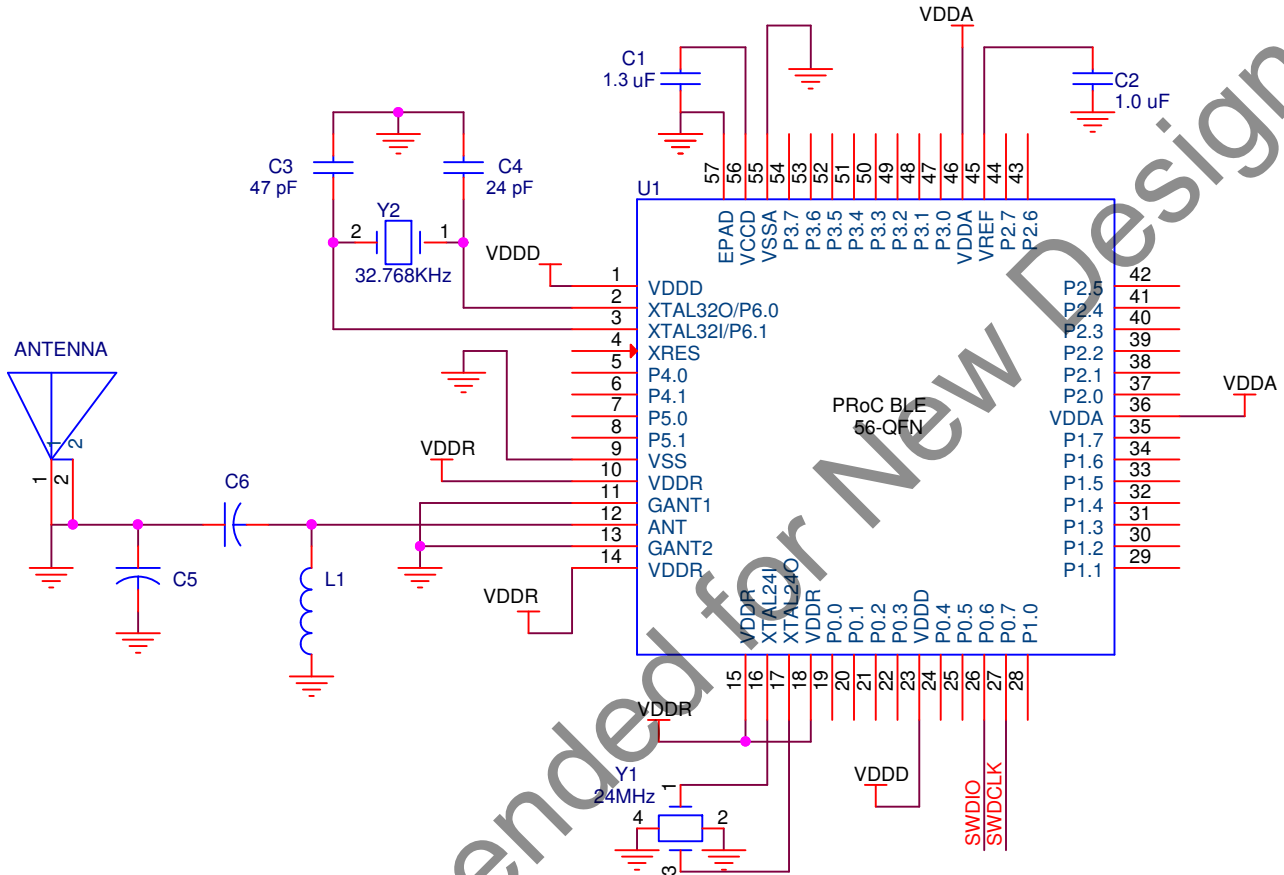 VDDA
C1
1.3 uF
C2
1.0 uF
C3
47 pF
C4
24 pF
Y2
2
1
32.768KHz
57
56
55
54
53
52
51
50
49
48
47
46
45
44
43
U1
EPAD
VCCD
VSSA
P3.7
P3.6
P3.5
P3.4
P3.3
P3.2
P3.1
P3.0
VDDA
VREF
P2.7
P2.6
VDDD
1
VDDD
2
XTAL32O/P6.0
3
XTAL32I/P6.1
4
XRES
5
P4.0
6
P4.1
7
P5.0
8
P5.1
9
VSS
VDDR
10
VDDR
11
GANT1
12
ANT
13
GANT2
14
VDDR
VDDR
ANTENNA
1
2
1
2
C6
C5
L1
PRoC BLE
56-QFN
42
P2.5
41
P2.4
40
P2.3
39
P2.2
38
P2.1
37
P2.0
36
VDDA
VDDA
35
P1.7
34
P1.6
33
P1.5
32
P1.4
31
P1.3
30
P1.2
29
P1.1
VDDR
XTAL24I
XTAL24O
VDDR
P0.0
P0.1
P0.2
P0.3
VDDD
P0.4
P0.5
P0.6
P0.7
P1.0
15
16
17
18
19
20
21
22
23
24
25
26
27
28
VDDR
Y1
24MHz
1
4
2
3
VDDD
SWDIO
SWDCLK
ended for New Design